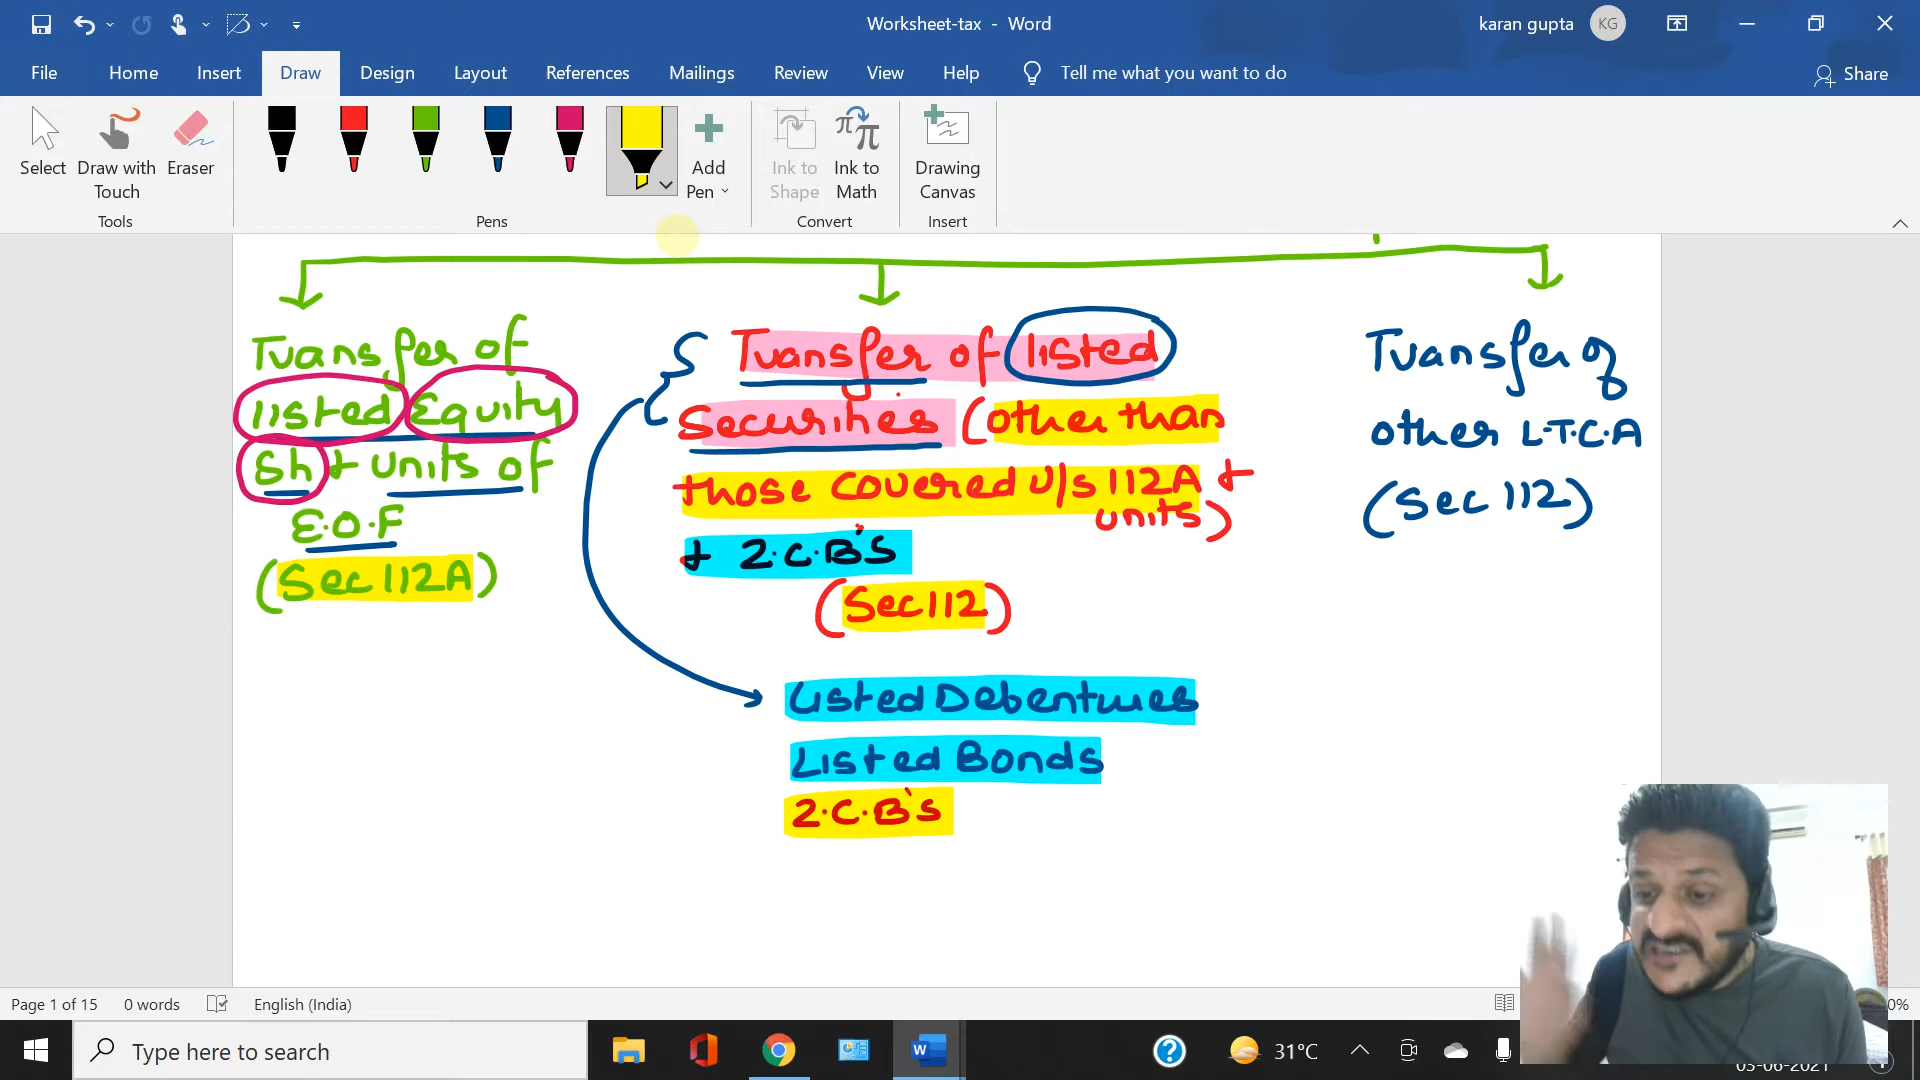 Worksheet-tax - Word
karan gupta
KG
File
Home
Insert
Draw
Design
Layout
References
Mailings
Review
View
Help
Tell me what you want to do
Share
Select
Draw with
Touch
Eraser
Add
Pen
Ink to
Shape
Ink to
Math
Drawing
Canvas
Tools
Pens
Convert
Insert
Transfer of
listed Equity
Sh + units of
E.O.F
(Sec 112A)
Transfer of listed
Securities (other than
those covered U/s 112A +
units)
+ Z.C.B's
(Sec 112)
Listed Debentures
Listed Bonds
Z.C.B's
Transfer of
other L.T.C.A
(Sec 112)
Page 1 of 15
0 words
English (India)
0%
Type here to search
31°C
03-06-2021